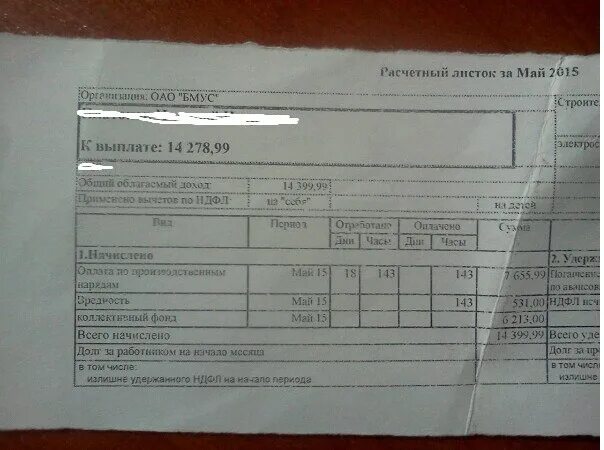 Расчетный листок за Май 2015
Организация: ОАО "БМУС"
Строите
К выплате: 14 278,99
электрос
Общий облагаемый доход: 14 399,99
Применено вычетов по НДФЛ: на "себя" на детей
Вид Период Отработано Оплачено Сумма
Дни Часы Дни Часы
1.Начислено 2. Удерж
Оплата по производственным нарядам Май 15 18 143 143 7 655,99 Погашение по авансов
Вредность Май 15 143 531,00 НДФЛ исч
коллективный фонд Май 15 6 213,00
Всего начислено 14 399,99 Всего уде
Долг за работником на начало месяца Долг за пр
в том числе: в том числе:
излишне удержанного НДФЛ на начало периода излишне